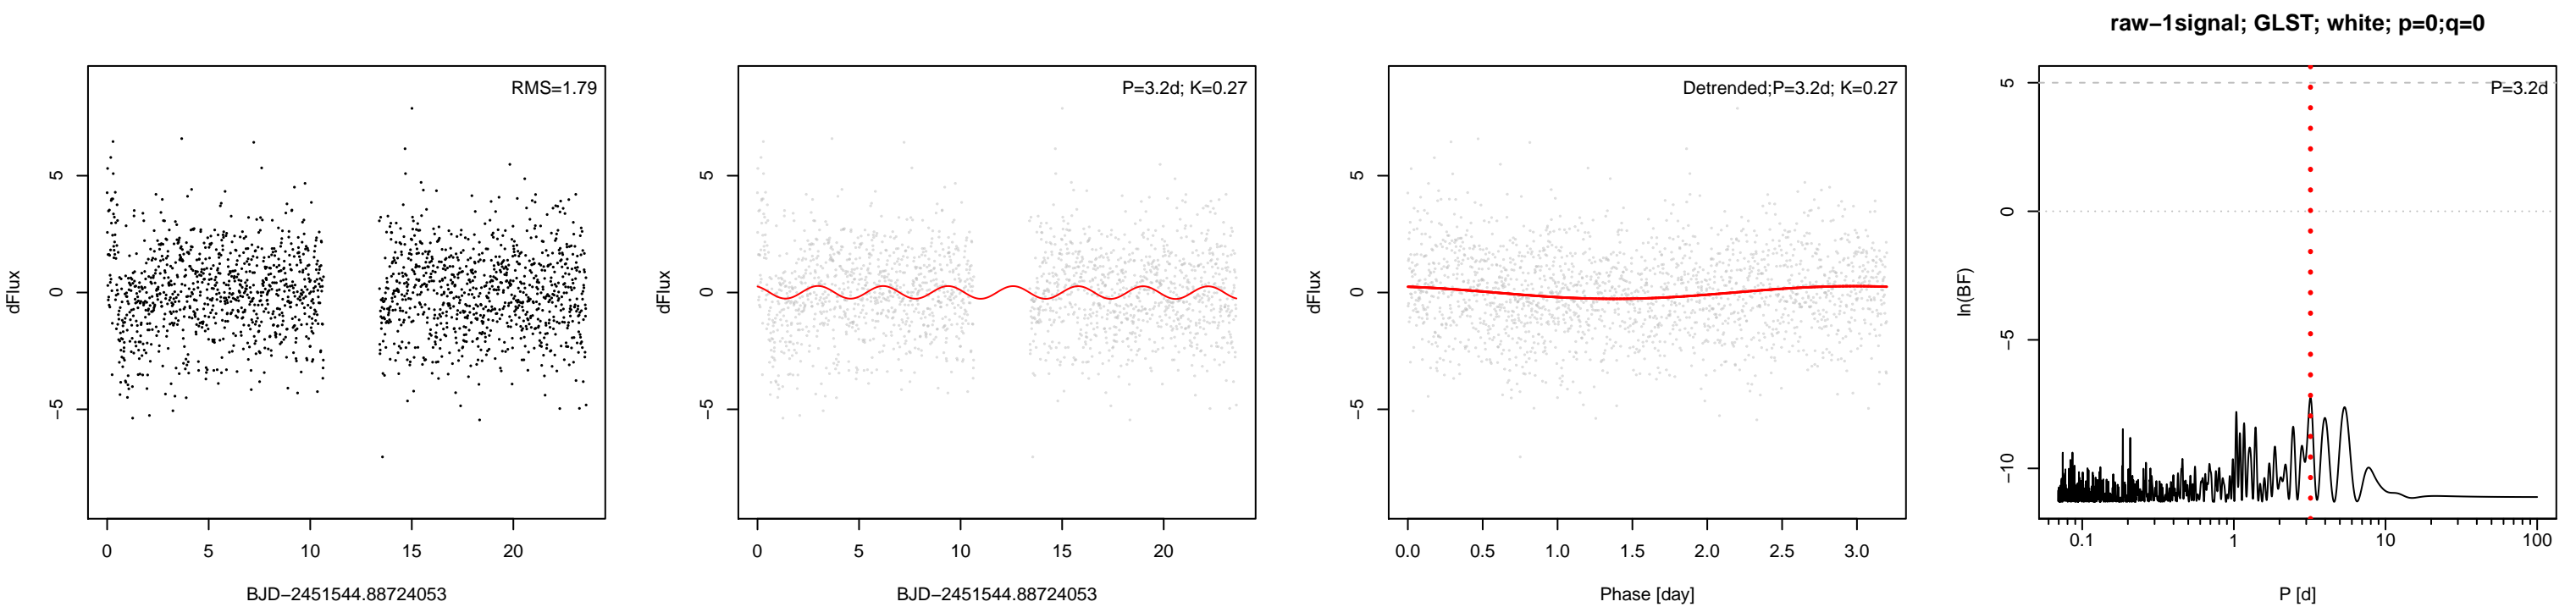 raw−1signal; GLST; white; p=0;q=0
RMS=1.79
dFlux
5
0
−5
0 5 10 15 20
BJD−2451544.88724053
P=3.2d; K=0.27
dFlux
5
0
−5
0 5 10 15 20
BJD−2451544.88724053
Detrended;P=3.2d; K=0.27
dFlux
5
0
−5
0.0 0.5 1.0 1.5 2.0 2.5 3.0
Phase [day]
P=3.2d
ln(BF)
5
0
−5
−10
0.1 1 10 100
P [d]